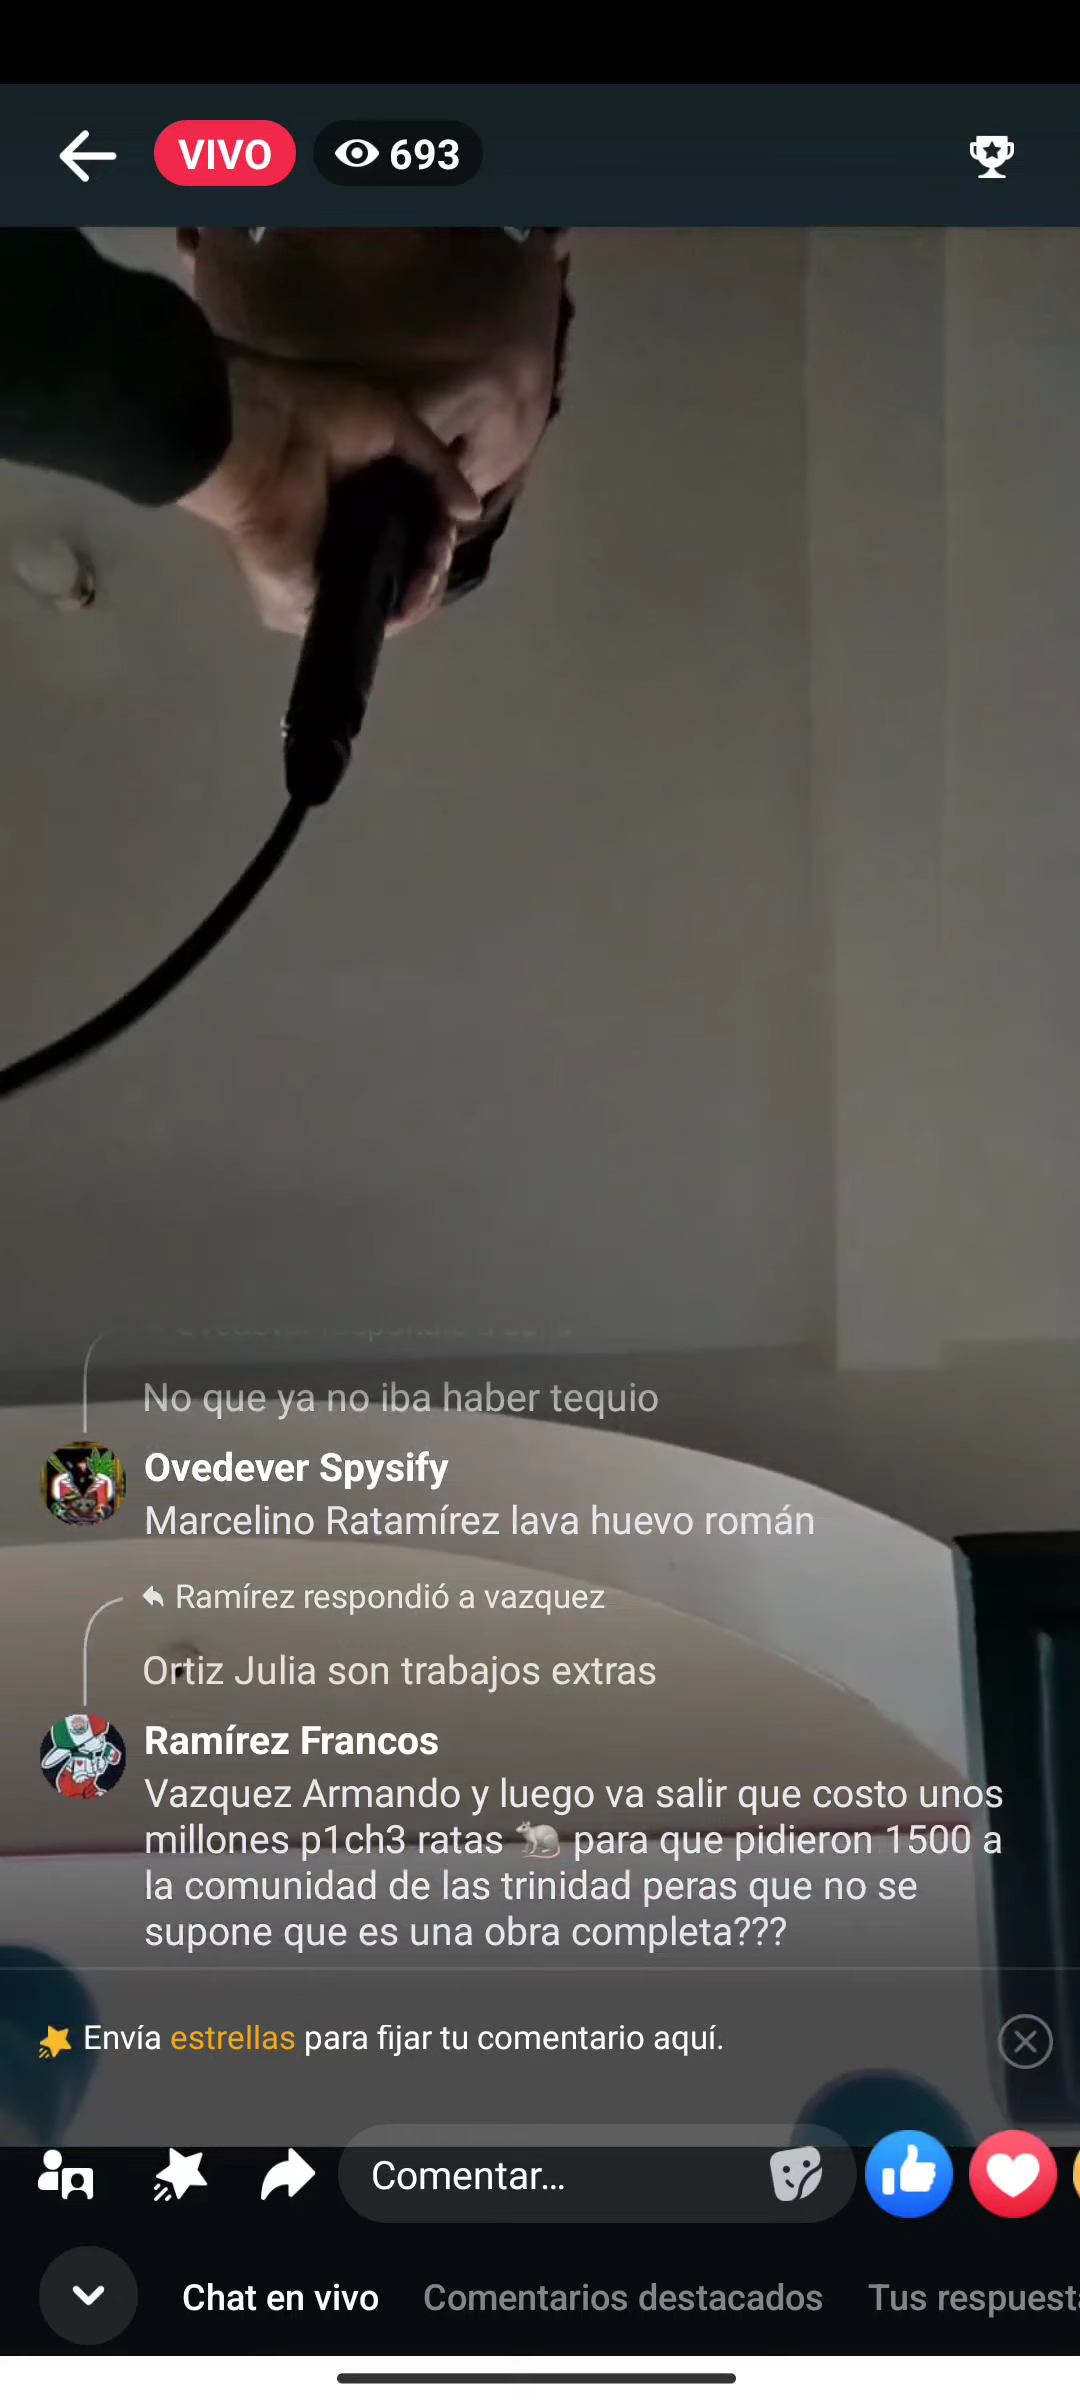 VIVO 693
No que ya no iba haber tequio
Ovedever Spysify
Marcelino Ratamírez lava huevo román
Ramírez respondió a vazquez
Ortiz Julia son trabajos extras
Ramírez Francos
Vazquez Armando y luego va salir que costo unos
millones p1ch3 ratas 🐀 para que pidieron 1500 a
la comunidad de las trinidad peras que no se
supone que es una obra completa???
Envía estrellas para fijar tu comentario aquí.
Comentar...
Chat en vivo Comentarios destacados Tus respuest